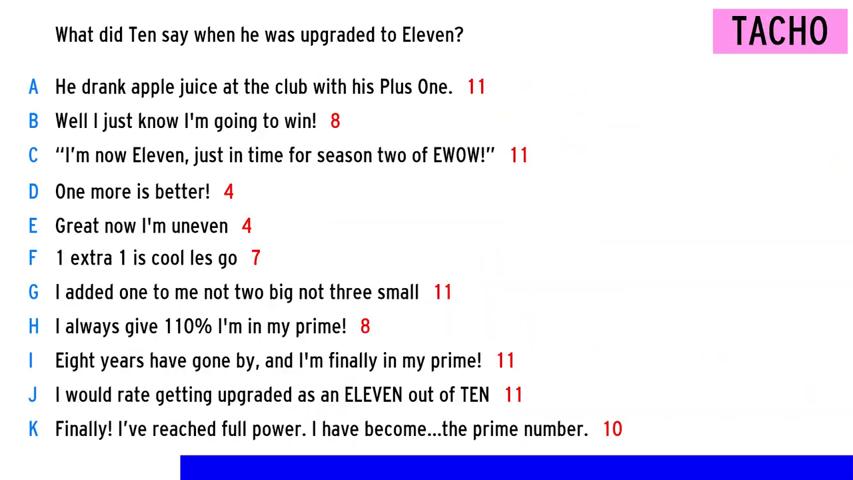 What did Ten say when he was upgraded to Eleven?
TACHO
A He drank apple juice at the club with his Plus One. 11
B Well I just know I'm going to win! 8
C “I’m now Eleven, just in time for season two of EWOW!” 11
D One more is better! 4
E Great now I'm uneven 4
F 1 extra 1 is cool les go 7
G I added one to me not two big not three small 11
H I always give 110% I'm in my prime! 8
I Eight years have gone by, and I'm finally in my prime! 11
J I would rate getting upgraded as an ELEVEN out of TEN 11
K Finally! I’ve reached full power. I have become...the prime number. 10